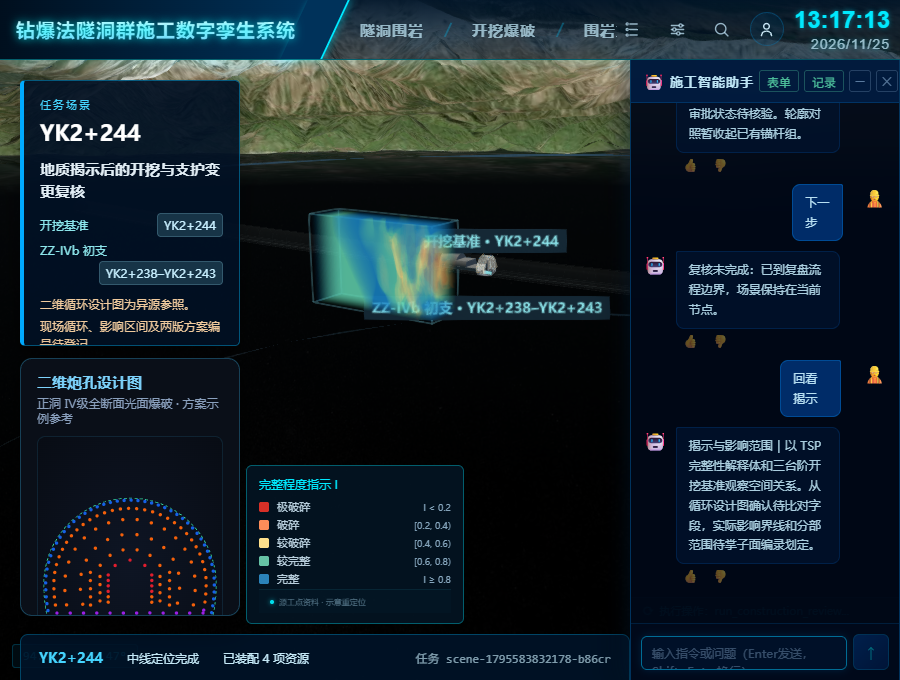 钻爆法隧洞群施工数字孪生系统
隧洞围岩 / 开挖爆破 / 围岩
13:17:13
2026/11/25
任务场景
YK2+244
地质揭示后的开挖与支护变
更复核
开挖基准 YK2+244
ZZ-IVb 初支
YK2+238—YK2+243
二维循环设计图为异源参照。
现场循环、影响区间及两版方案编
号待登记
二维炮孔设计图
正洞 IV级全断面光面爆破 · 方案示
例参考
开挖基准 • YK2+244
ZZ-IVb 初支 • YK2+238—YK2+243
完整程度指示 I
极破碎 I < 0.2
破碎 [0.2, 0.4)
较破碎 [0.4, 0.6)
较完整 [0.6, 0.8)
完整 I ≥ 0.8
源工点资料 · 示意重定位
YK2+244 中线定位完成 已装配 4 项资源 任务 scene-1795583832178-b86cr
施工智能助手 表单 记录
审批状态待核验。轮廓对
照暂收起已有锚杆组。
下一
步
复核未完成：已到复盘流
程边界，场景保持在当前
节点。
回看
揭示
揭示与影响范围 | 以 TSP
完整性解释体和三台阶开
挖基准观察空间关系。从
循环设计图确认待比对字
段，实际影响界线和分部
范围待掌子面编录划定。
输入指令或问题（Enter发送，